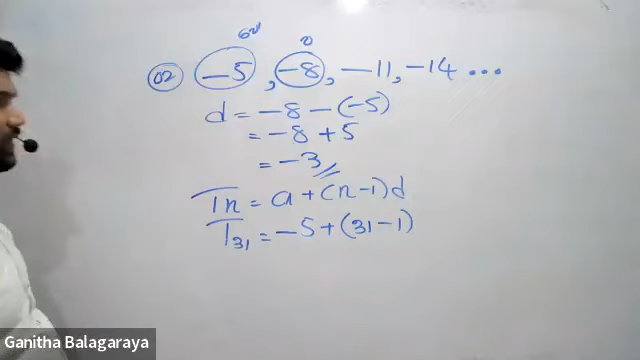 02 -5, -8, -11, -14 ...
d = -8 - (-5)
= -8 + 5
= -3
Tn = a + (n-1)d
T31 = -5 + (31-1)
Ganitha Balagaraya